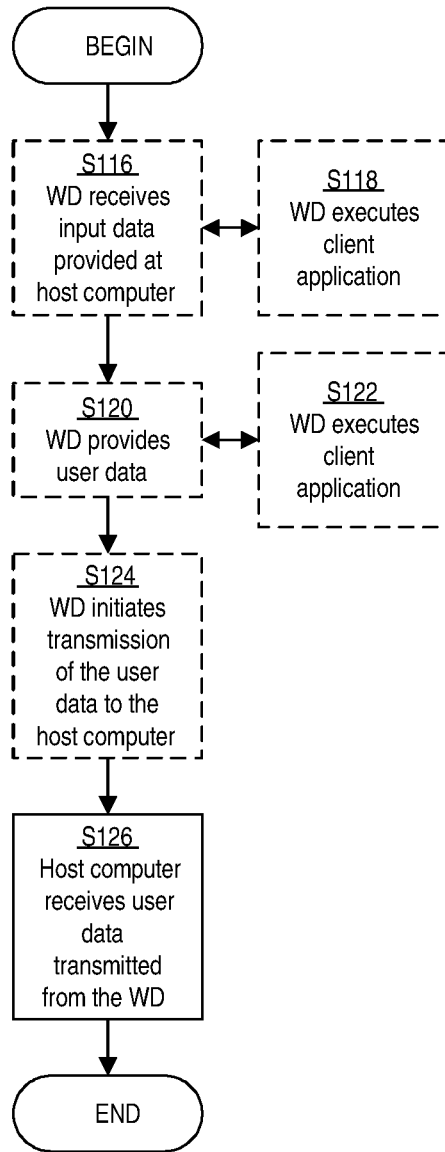 BEGIN
S116
WD receives
input data
provided at
host computer
S118
WD executes
client
application
S120
WD provides
user data
S122
WD executes
client
application
S124
WD initiates
transmission
of the user
data to the
host computer
S126
Host computer
receives user
data
transmitted
from the WD
END